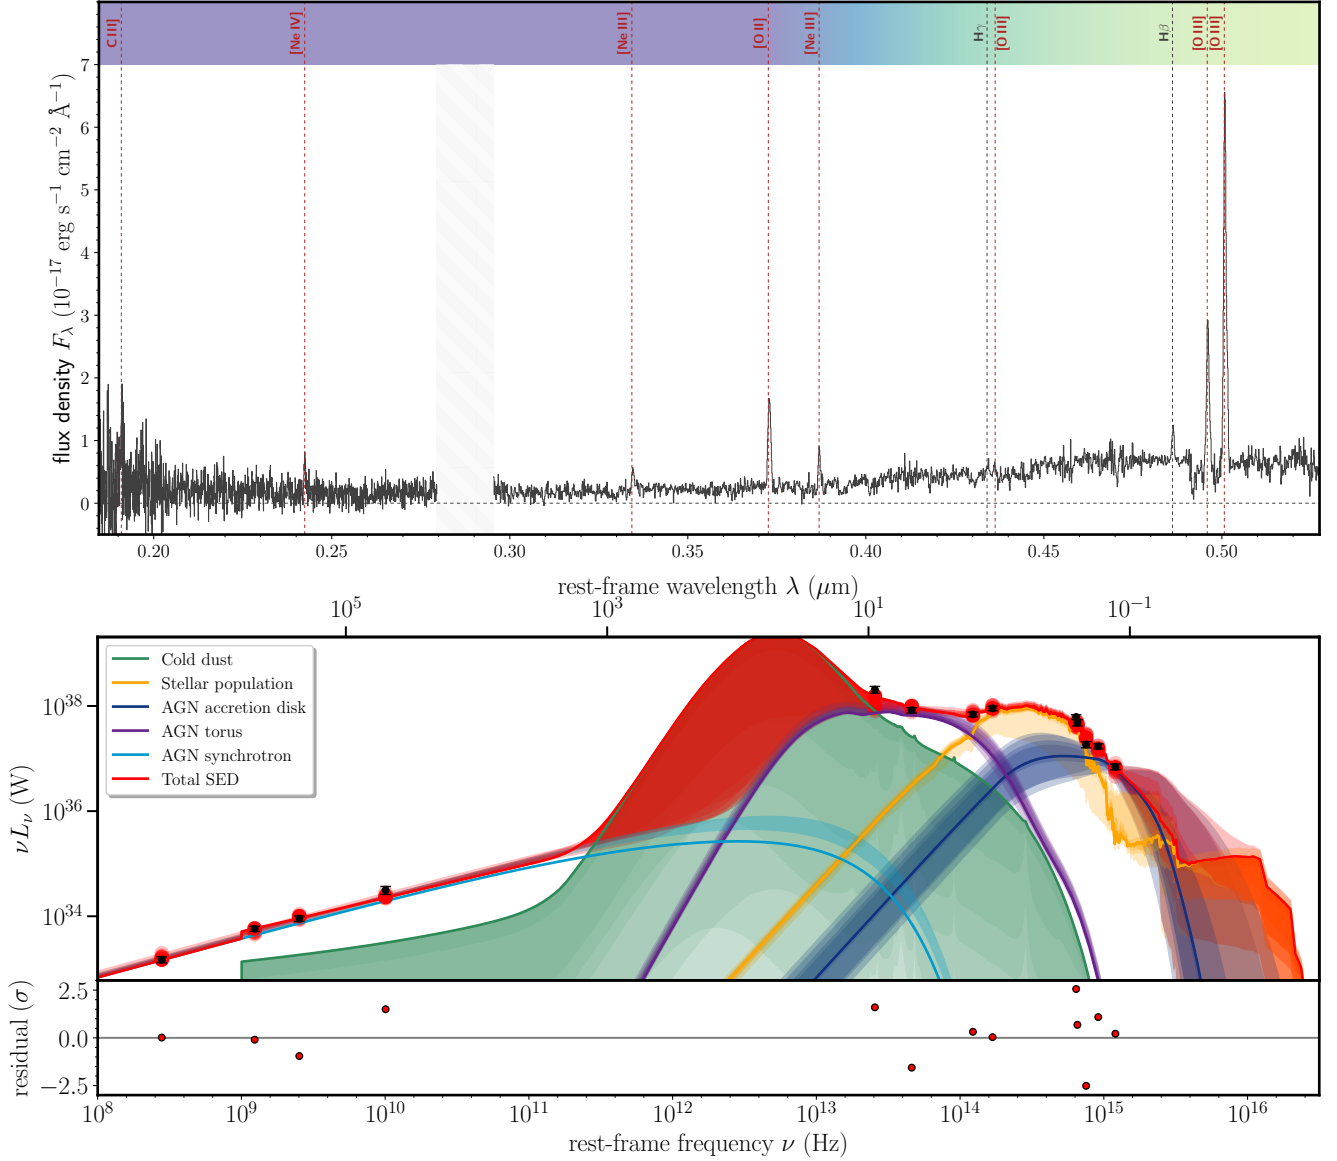 C III]
[Ne IV]
[Ne III]
[O II]
[Ne III]
Hγ
[O III]
Hβ
[O III]
[O III]
flux density Fλ (10⁻¹⁷ erg s⁻¹ cm⁻² Å⁻¹)
7
6
5
4
3
2
1
0
0.20 0.25 0.30 0.35 0.40 0.45 0.50
rest-frame wavelength λ (μm)
10⁵ 10³ 10¹ 10⁻¹
Cold dust
Stellar population
AGN accretion disk
AGN torus
AGN synchrotron
Total SED
νLν (W)
10³⁸
10³⁶
10³⁴
residual (σ)
2.5
0.0
−2.5
10⁸ 10⁹ 10¹⁰ 10¹¹ 10¹² 10¹³ 10¹⁴ 10¹⁵ 10¹⁶
rest-frame frequency ν (Hz)